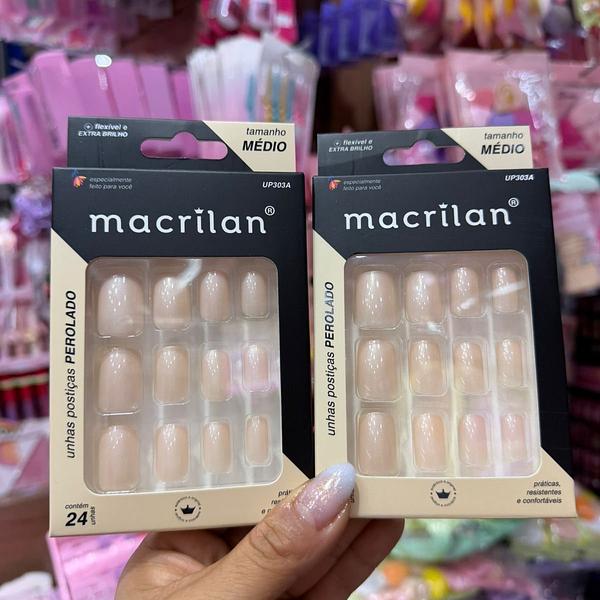 flexível e
EXTRA BRILHO
tamanho
MÉDIO
especialmente
feito para você
UP303A
macrilan®
unhas postiças PEROLADO
contém
24
unhas
flexível e
EXTRA BRILHO
tamanho
MÉDIO
especialmente
feito para você
UP303A
macrilan®
unhas postiças PEROLADO
práticas,
resistentes
e confortáveis